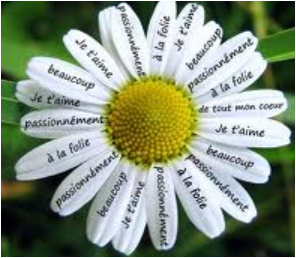 Je t'aime
passionnément
à la folie
Je t'aime
beaucoup
passionnément
à la folie
de tout mon coeur
Je t'aime
beaucoup
passionnément
à la folie
passionnément
Je t'aime
beaucoup
passionnément
à la folie
passionnément
Je t'aime
beaucoup